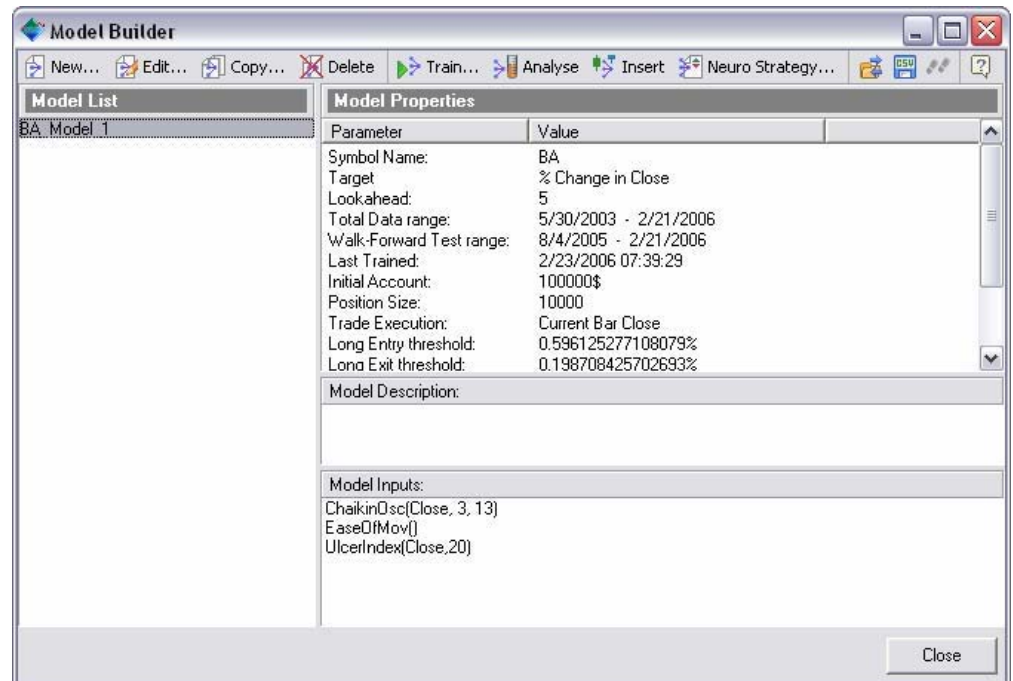 Model Builder
New... Edit... Copy... Delete Train... Analyse Insert Neuro Strategy... CSV ?
Model List
BA Model 1
Model Properties
Parameter Value
Symbol Name: BA
Target % Change in Close
Lookahead: 5
Total Data range: 5/30/2003 - 2/21/2006
Walk-Forward Test range: 8/4/2005 - 2/21/2006
Last Trained: 2/23/2006 07:39:29
Initial Account: 100000$
Position Size: 10000
Trade Execution: Current Bar Close
Long Entry threshold: 0.596125277108079%
Long Exit threshold: 0.198708425702693%
Model Description:
Model Inputs:
ChaikinOsc(Close, 3, 13)
EaseOfMov()
UlcerIndex(Close,20)
Close